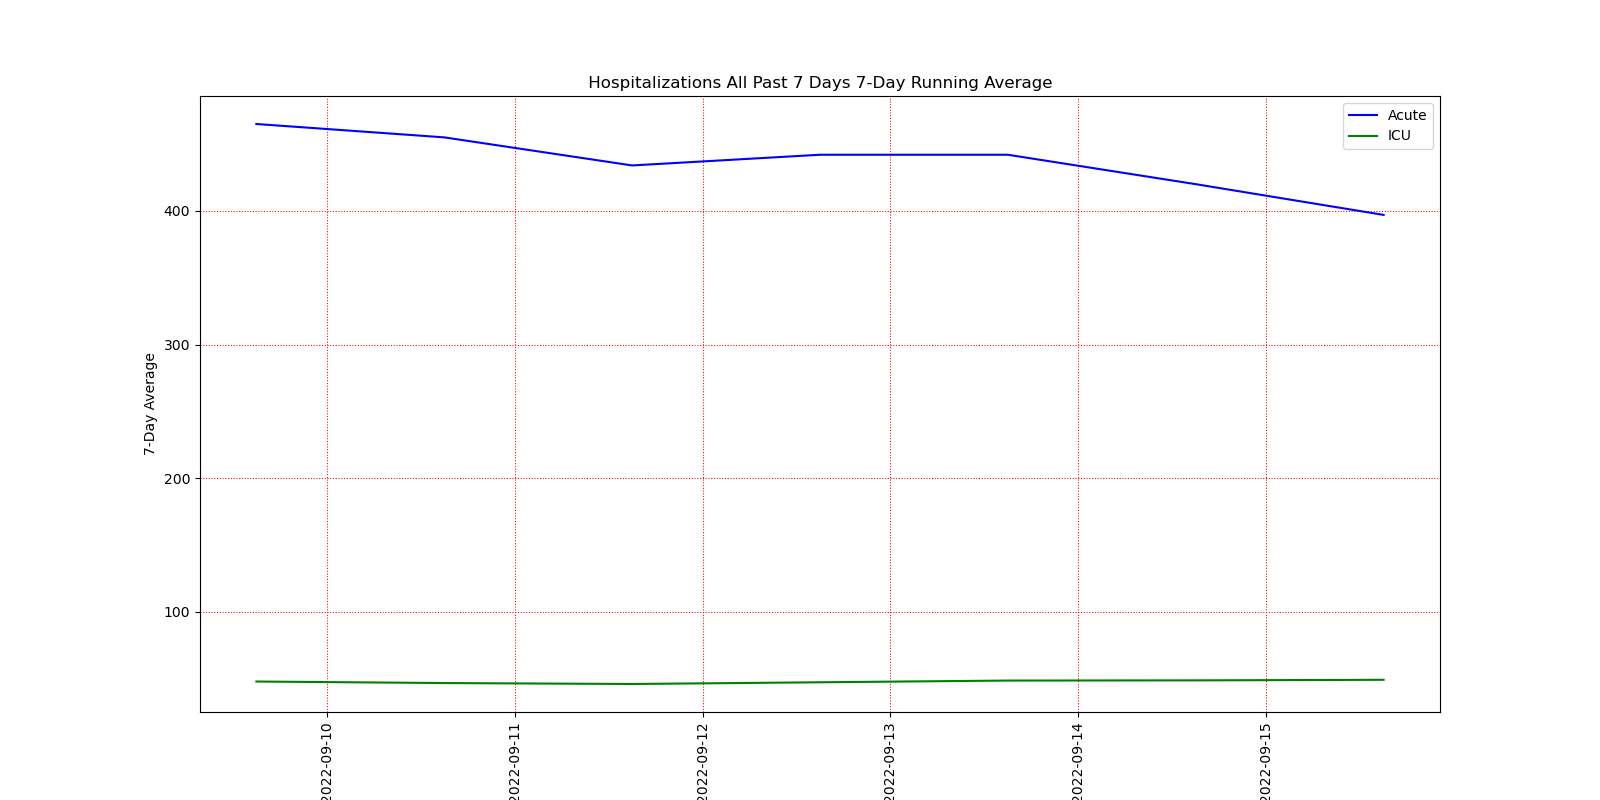 Hospitalizations All Past 7 Days 7-Day Running Average
Acute
ICU
7-Day Average
400
300
200
100
2022-09-10
2022-09-11
2022-09-12
2022-09-13
2022-09-14
2022-09-15